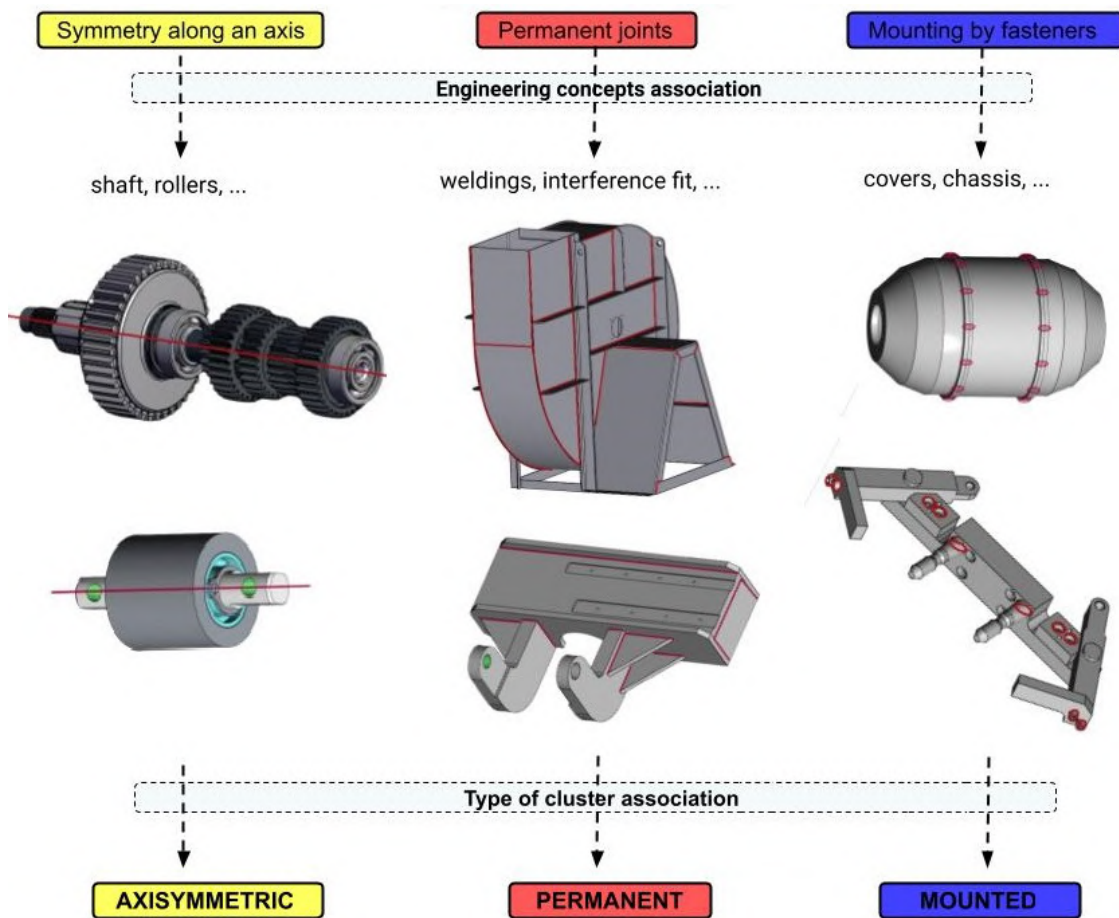 Symmetry along an axis
Permanent joints
Mounting by fasteners
Engineering concepts association
shaft, rollers, ...
weldings, interference fit, ...
covers, chassis, ...
Type of cluster association
AXISYMMETRIC
PERMANENT
MOUNTED